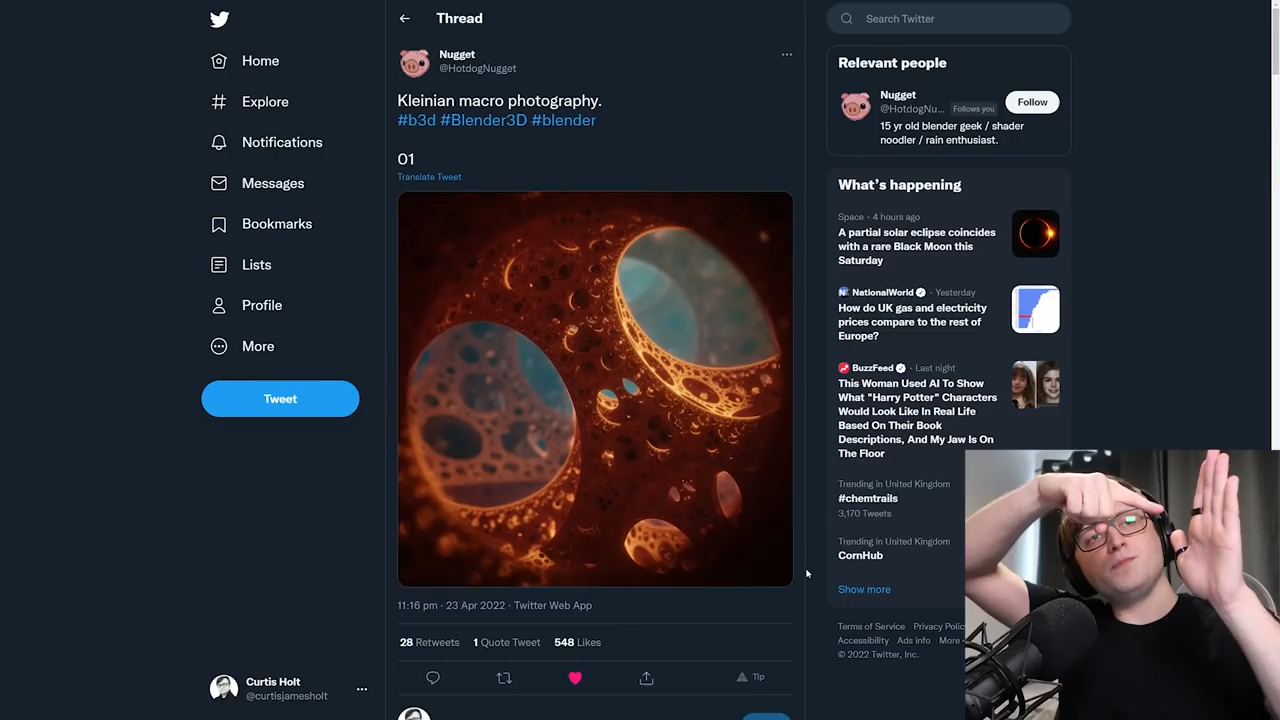 Thread
Search Twitter
Home
Explore
Notifications
Messages
Bookmarks
Lists
Profile
More
Tweet
Curtis Holt
@curtisjamesholt
Nugget
@HotdogNugget
Kleinian macro photography.
#b3d #Blender3D #blender
01
Translate Tweet
11:16 pm · 23 Apr 2022 · Twitter Web App
28 Retweets 1 Quote Tweet 548 Likes
Tip
Relevant people
Nugget
@HotdogNu... Follows you
Follow
15 yr old blender geek / shader
noodler / rain enthusiast.
What's happening
Space · 4 hours ago
A partial solar eclipse coincides
with a rare Black Moon this
Saturday
NationalWorld · Yesterday
How do UK gas and electricity
prices compare to the rest of
Europe?
BuzzFeed · Last night
This Woman Used AI To Show
What "Harry Potter" Characters
Would Look Like In Real Life
Based On Their Book
Descriptions, And My Jaw Is On
The Floor
Trending in United Kingdom
#chemtrails
3,170 Tweets
Trending in United Kingdom
CornHub
Show more
Terms of Service Privacy Polic
Accessibility Ads info More
© 2022 Twitter, Inc.